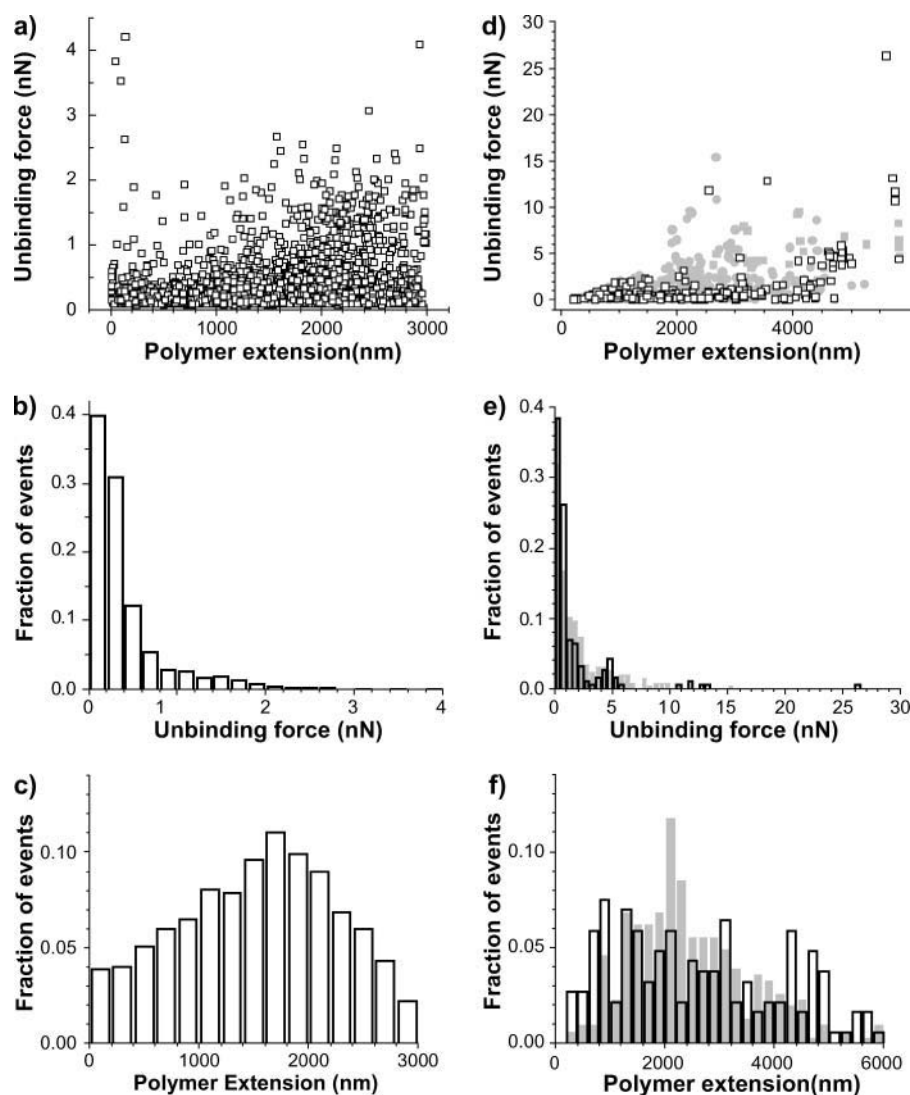 a)
Unbinding force (nN)
4
3
2
1
0
0 1000 2000 3000
Polymer extension(nm)
d)
Unbinding force (nN)
30
25
20
15
10
5
0
0 2000 4000
Polymer extension(nm)
b)
Fraction of events
0.4
0.3
0.2
0.1
0.0
0 1 2 3 4
Unbinding force (nN)
e)
Fraction of events
0.4
0.3
0.2
0.1
0.0
0 5 10 15 20 25 30
Unbinding force (nN)
c)
Fraction of events
0.10
0.05
0.00
0 1000 2000 3000
Polymer Extension (nm)
f)
Fraction of events
0.10
0.05
0.00
0 2000 4000 6000
Polymer extension(nm)